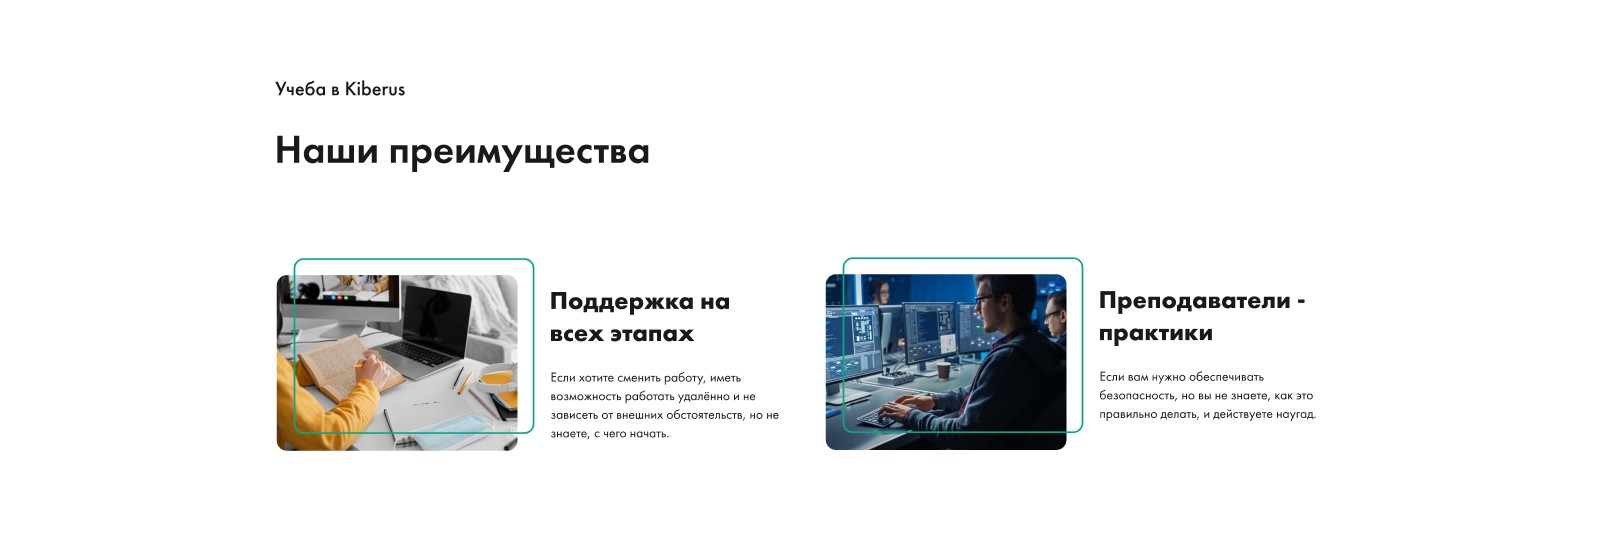 Учеба в Kiberus
Наши преимущества
Поддержка на
всех этапах
Если хотите сменить работу, иметь
возможность работать удалённо и не
зависеть от внешних обстоятельств, но не
знаете, с чего начать.
Преподаватели -
практики
Если вам нужно обеспечивать
безопасность, но вы не знаете, как это
правильно делать, и действуете наугад.